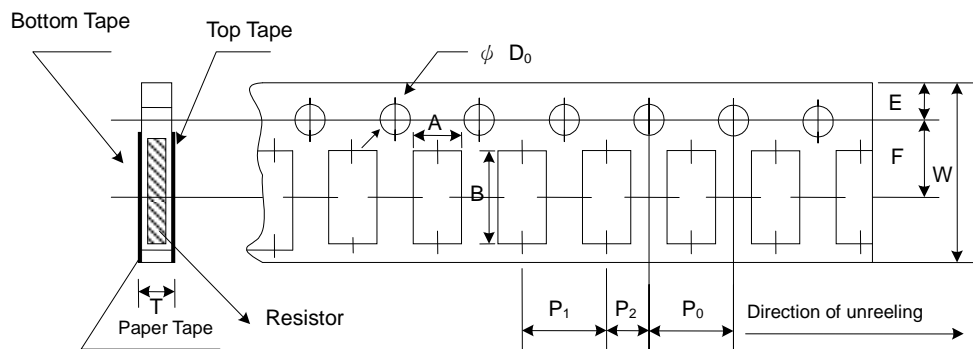 Bottom Tape
Top Tape
ψ D₀
E
A
F
W
B
T
Paper Tape
Resistor
P₁
P₂
P₀
Direction of unreeling